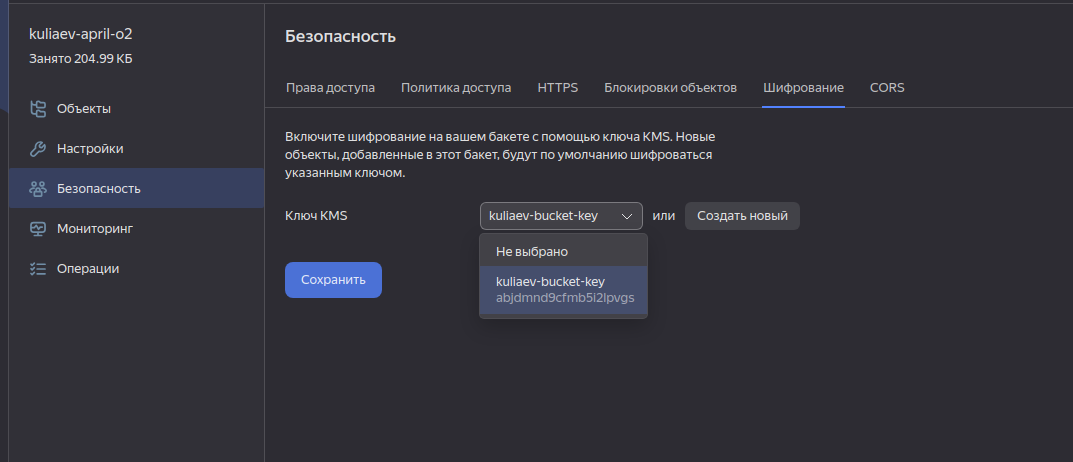 kuliaev-april-o2
Занято 204.99 КБ
Объекты
Настройки
Безопасность
Мониторинг
Операции
Безопасность
Права доступа Политика доступа HTTPS Блокировки объектов Шифрование CORS
Включите шифрование на вашем бакете с помощью ключа KMS. Новые
объекты, добавленные в этот бакет, будут по умолчанию шифроваться
указанным ключом.
Ключ KMS kuliaev-bucket-key или Создать новый
Не выбрано
kuliaev-bucket-key
abjdmnd9cfmb5i2lpvgs
Сохранить